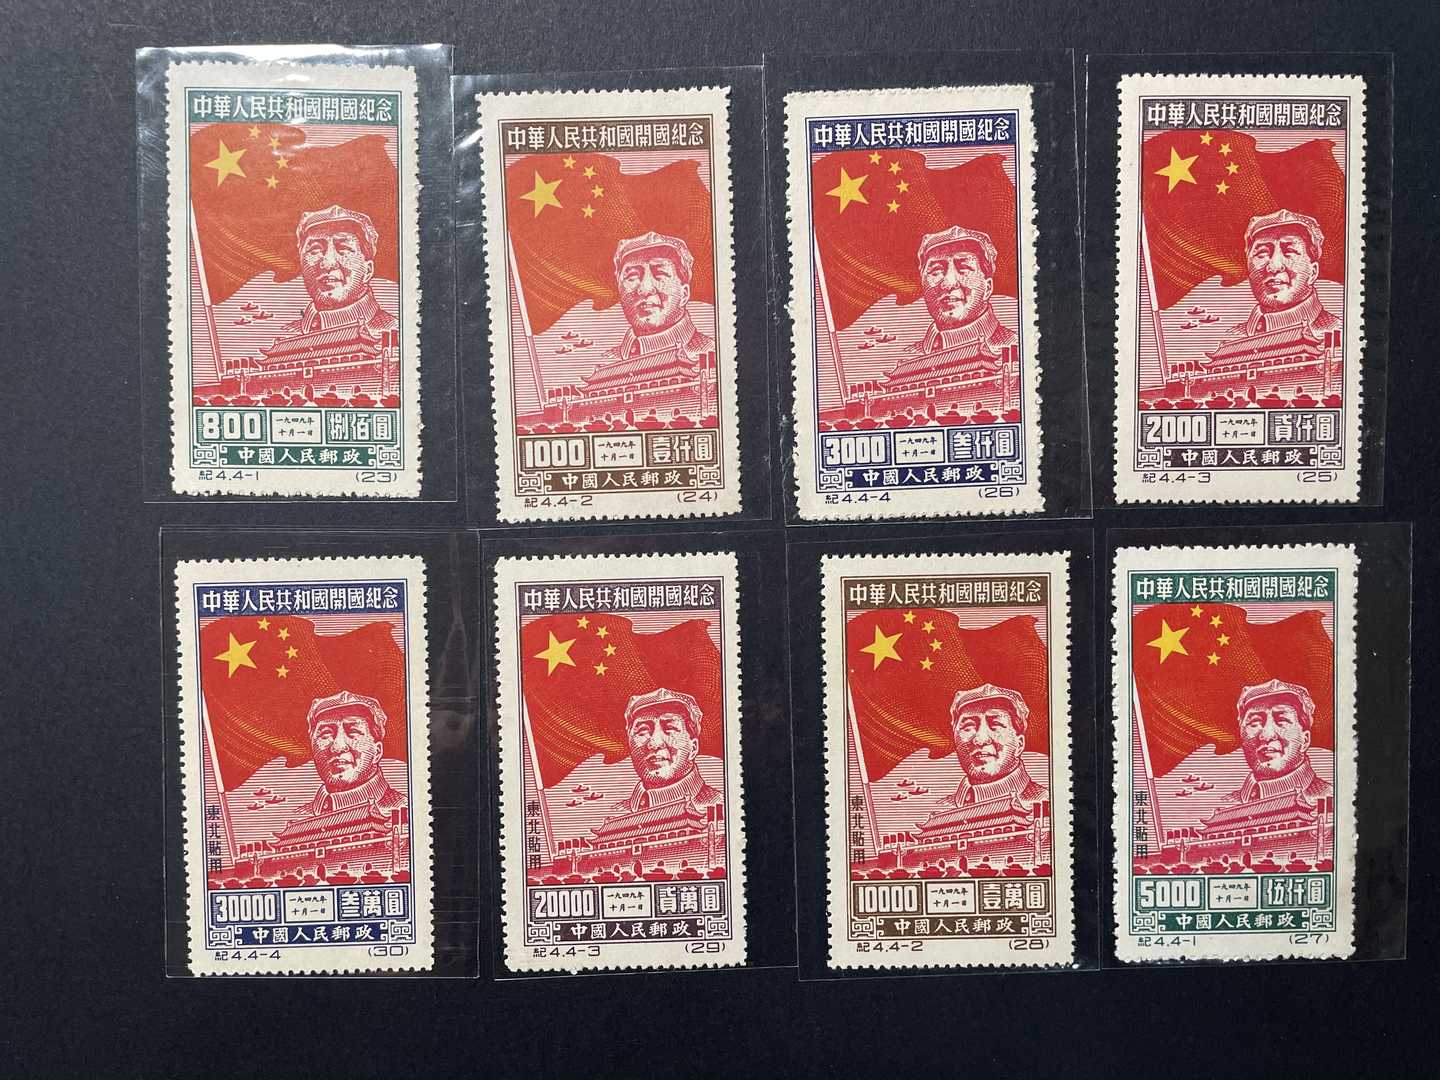 中華人民共和國開國紀念
800 一九四九年 十月一日 捌佰圓
中國人民郵政
紀4.4-1 (23)
中華人民共和國開國紀念
1000 一九四九年 十月一日 壹仟圓
中國人民郵政
紀4.4-2 (24)
中華人民共和國開國紀念
3000 一九四九年 十月一日 叁仟圓
中國人民郵政
紀4.4-4 (26)
中華人民共和國開國紀念
2000 一九四九年 十月一日 貳仟圓
中國人民郵政
紀4.4-3 (25)
中華人民共和國開國紀念
東北貼用
30000 一九四九年 十月一日 叁萬圓
中國人民郵政
紀4.4-4 (30)
中華人民共和國開國紀念
東北貼用
20000 一九四九年 十月一日 貳萬圓
中國人民郵政
紀4.4-3 (29)
中華人民共和國開國紀念
東北貼用
10000 一九四九年 十月一日 壹萬圓
中國人民郵政
紀4.4-2 (28)
中華人民共和國開國紀念
東北貼用
5000 一九四九年 十月一日 伍仟圓
中國人民郵政
紀4.4-1 (27)